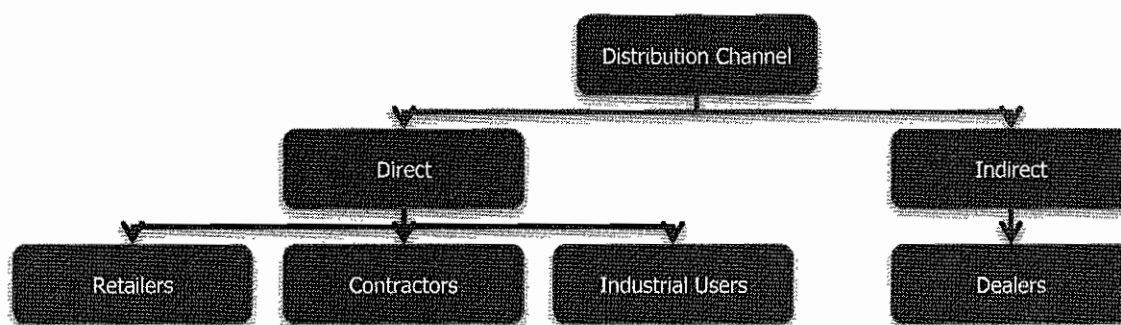 Distribution Channel
Direct
Indirect
Retailers
Contractors
Industrial Users
Dealers